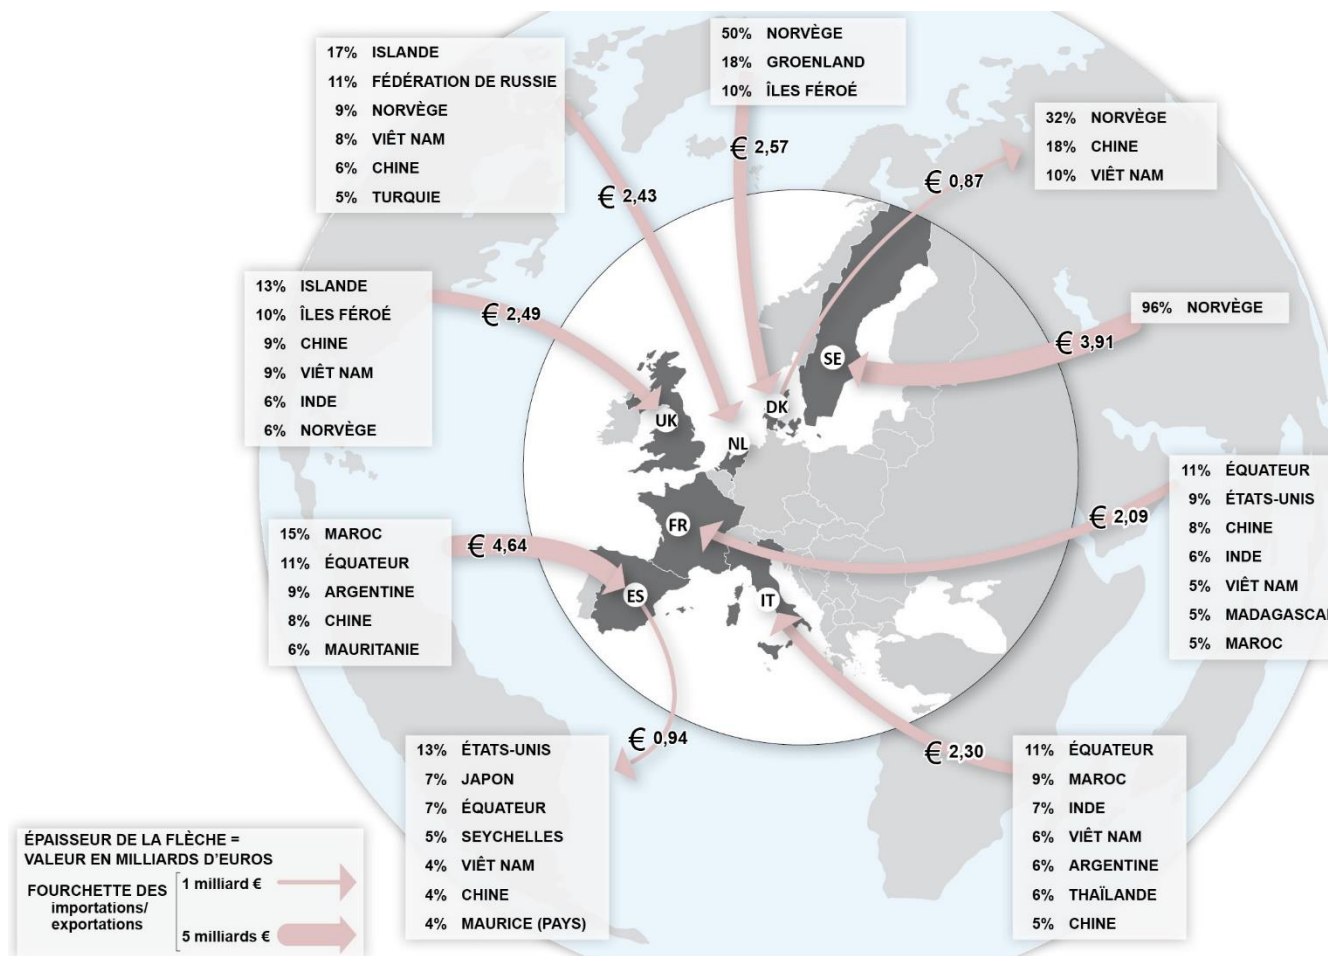 17% ISLANDE
11% FÉDÉRATION DE RUSSIE
9% NORVÈGE
8% VIÊT NAM
6% CHINE
5% TURQUIE
50% NORVÈGE
18% GROENLAND
10% ÎLES FÉROÉ
32% NORVÈGE
18% CHINE
10% VIÊT NAM
€ 2,57
€ 0,87
€ 2,43
13% ISLANDE
10% ÎLES FÉROÉ
9% CHINE
9% VIÊT NAM
6% INDE
6% NORVÈGE
€ 2,49
96% NORVÈGE
€ 3,91
SE
DK
UK
NL
FR
ES
IT
11% ÉQUATEUR
9% ÉTATS-UNIS
8% CHINE
6% INDE
5% VIÊT NAM
5% MADAGASCAR
5% MAROC
€ 2,09
15% MAROC
11% ÉQUATEUR
9% ARGENTINE
8% CHINE
6% MAURITANIE
€ 4,64
€ 0,94
€ 2,30
13% ÉTATS-UNIS
7% JAPON
7% ÉQUATEUR
5% SEYCHELLES
4% VIÊT NAM
4% CHINE
4% MAURICE (PAYS)
11% ÉQUATEUR
9% MAROC
7% INDE
6% VIÊT NAM
6% ARGENTINE
6% THAÏLANDE
5% CHINE
ÉPAISSEUR DE LA FLÈCHE =
VALEUR EN MILLIARDS D'EUROS
FOURCHETTE DES
importations/
exportations
1 milliard €
5 milliards €